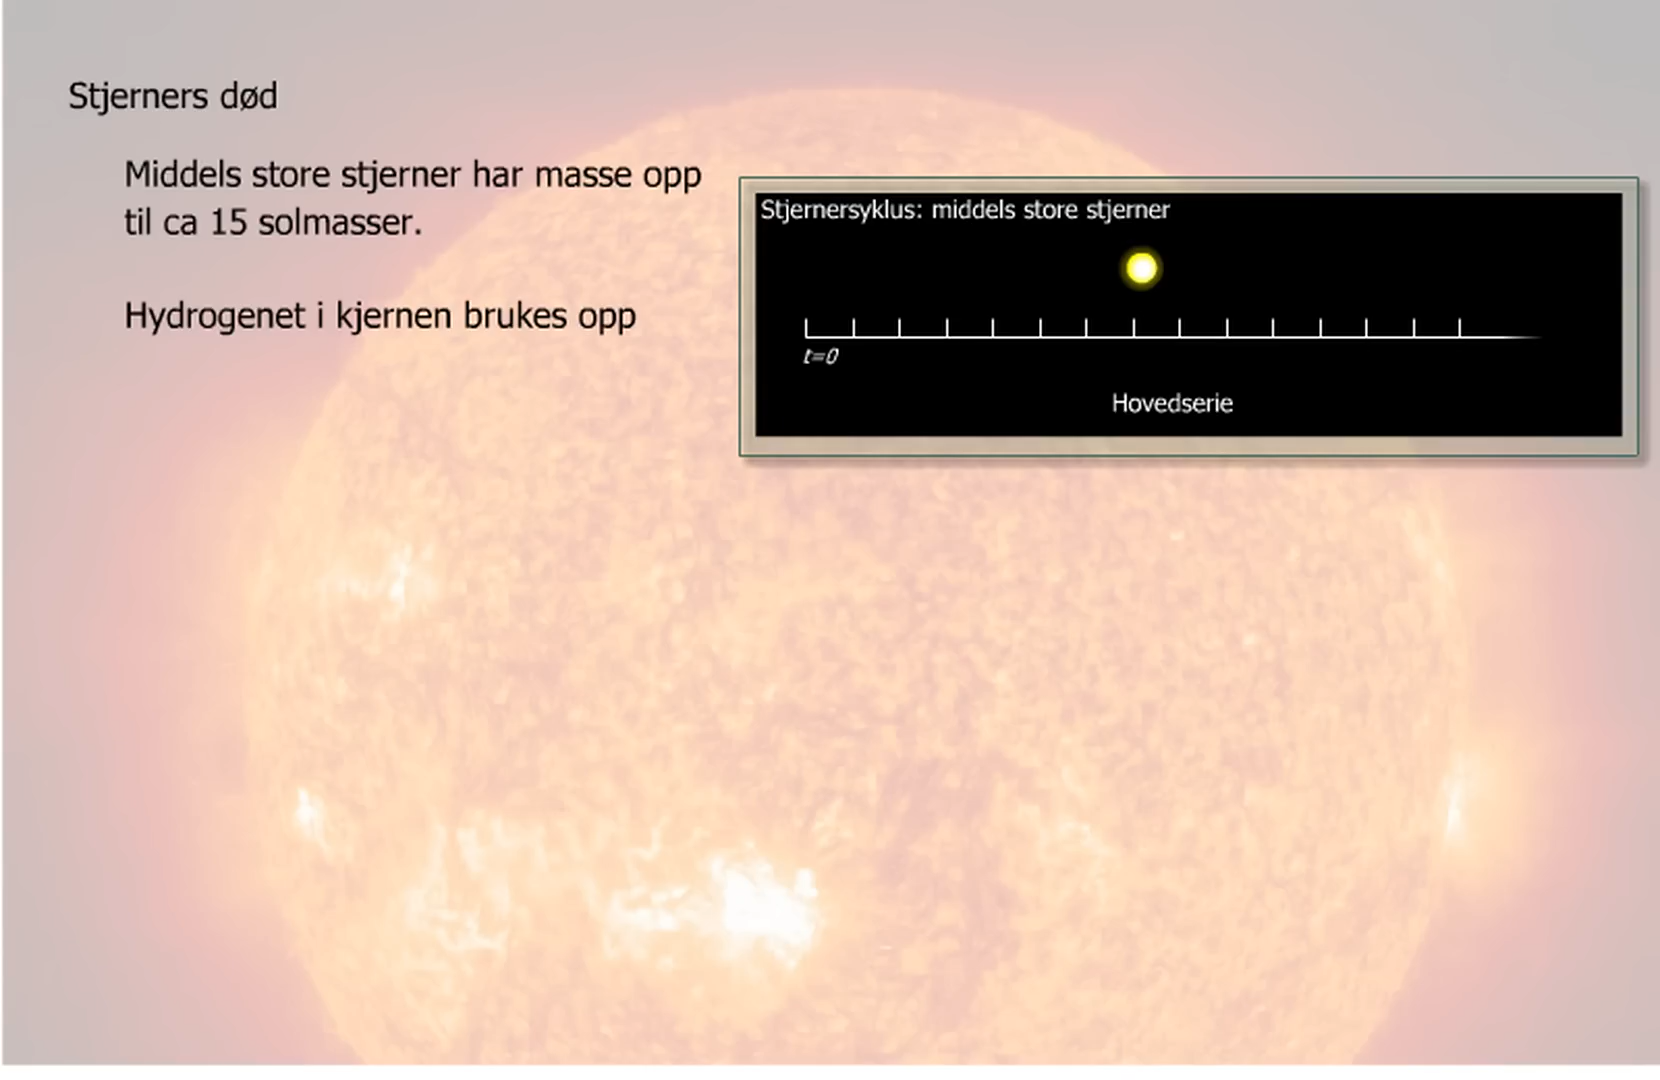 Stjerners død
Middels store stjerner har masse opp
til ca 15 solmasser.
Hydrogenet i kjernen brukes opp
Stjernersyklus: middels store stjerner
t=0
Hovedserie